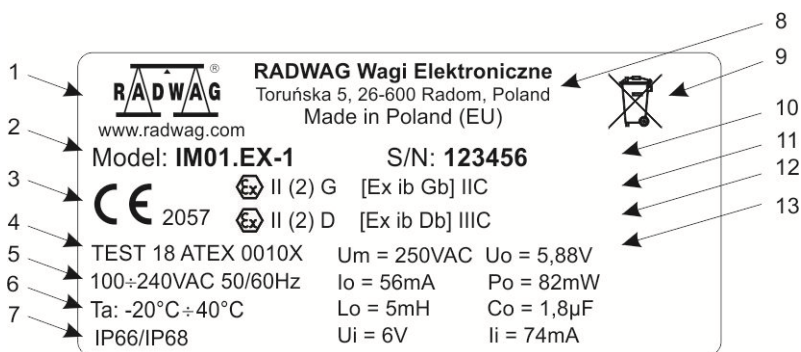 8
9
1
RADWAG®
RADWAG Wagi Elektroniczne
Toruńska 5, 26-600 Radom, Poland
www.radwag.com
Made in Poland (EU)
10
2
Model: IM01.EX-1 S/N: 123456
11
3
CE 2057
Ex II (2) G [Ex ib Gb] IIC
12
Ex II (2) D [Ex ib Db] IIIC
13
4
TEST 18 ATEX 0010X Um = 250VAC Uo = 5,88V
5
100÷240VAC 50/60Hz Io = 56mA Po = 82mW
6
Ta: -20°C÷40°C Lo = 5mH Co = 1,8µF
7
IP66/IP68 Ui = 6V Ii = 74mA